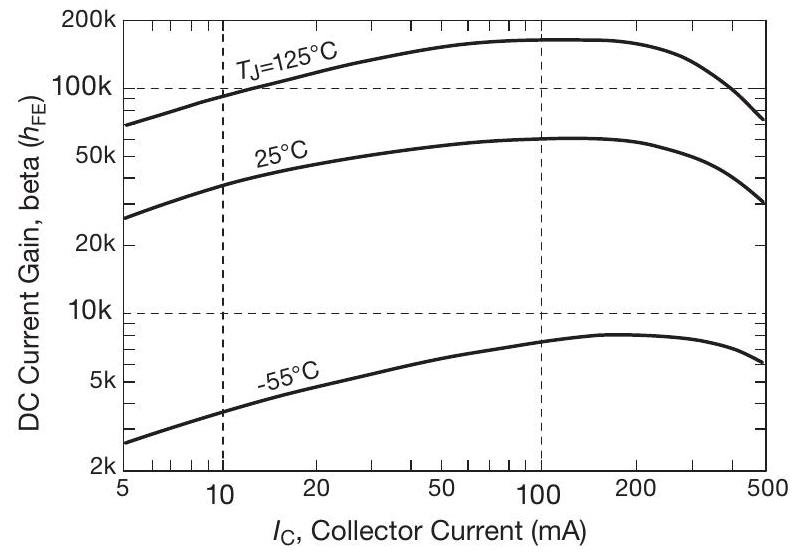 200k
100k
50k
20k
10k
5k
2k
DC Current Gain, beta (hFE)
TJ=125°C
25°C
-55°C
5 10 20 50 100 200 500
IC, Collector Current (mA)